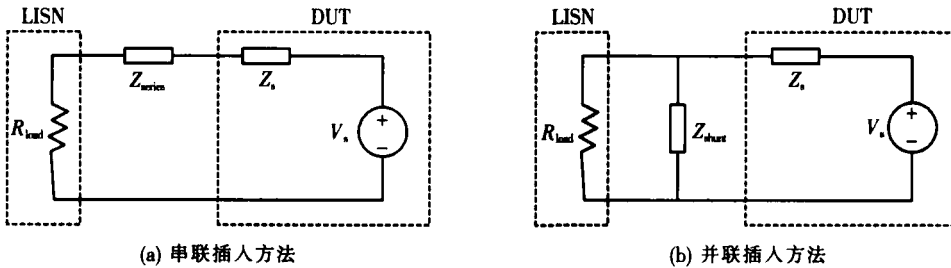 LISN
DUT
Z_series
Z_s
R_load
V_s
+
−
(a) 串联插入方法
LISN
DUT
Z_s
R_load
Z_shunt
V_s
+
−
(b) 并联插入方法